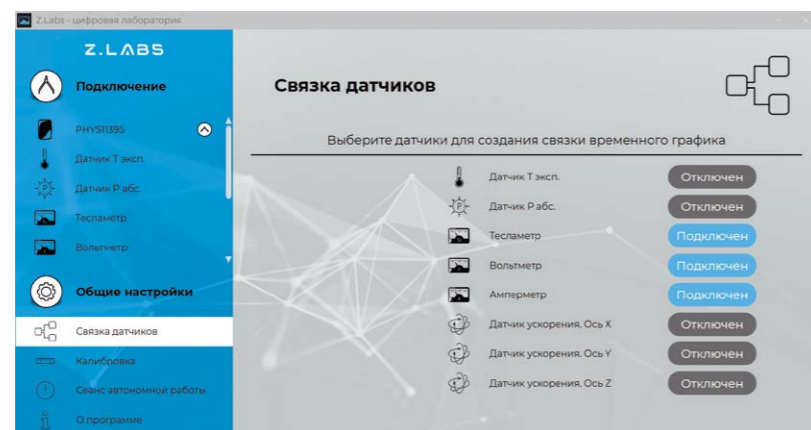 Z.Labs - цифровая лаборатория
Z.LABS
Подключение
PHYS11395
Датчик Т эксп.
Датчик Р абс.
Тесламетр
Вольтметр
Общие настройки
Связка датчиков
Калибровка
Сеанс автономной работы
О программе
Связка датчиков
Выберите датчики для создания связки временного графика
Датчик Т эксп. Отключен
Датчик Р абс. Отключен
Тесламетр Подключен
Вольтметр Подключен
Амперметр Подключен
Датчик ускорения. Ось X Отключен
Датчик ускорения. Ось Y Отключен
Датчик ускорения. Ось Z Отключен